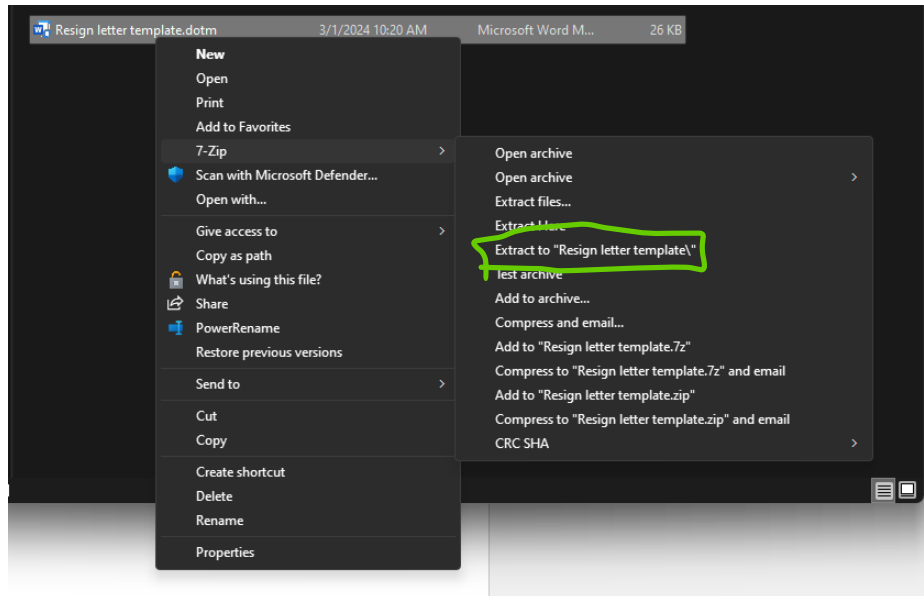 Resign letter template.dotm 3/1/2024 10:20 AM Microsoft Word M... 26 KB
New
Open
Print
Add to Favorites
7-Zip
Scan with Microsoft Defender...
Open with...
Give access to
Copy as path
What's using this file?
Share
PowerRename
Restore previous versions
Send to
Cut
Copy
Create shortcut
Delete
Rename
Properties
Open archive
Open archive
Extract files...
Extract Here
Extract to "Resign letter template\"
Test archive
Add to archive...
Compress and email...
Add to "Resign letter template.7z"
Compress to "Resign letter template.7z" and email
Add to "Resign letter template.zip"
Compress to "Resign letter template.zip" and email
CRC SHA